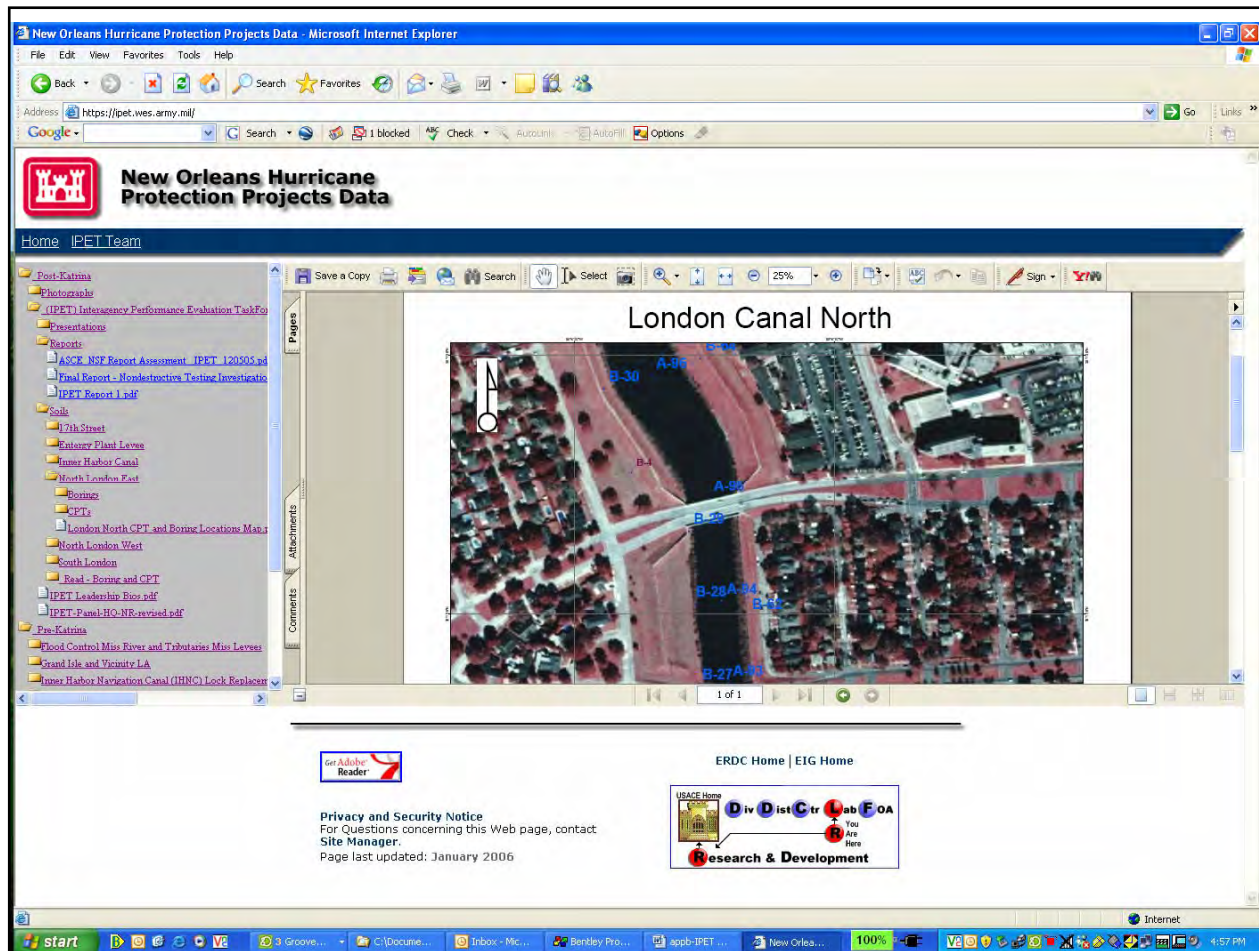 New Orleans Hurricane Protection Projects Data - Microsoft Internet Explorer
File Edit View Favorites Tools Help
Back Search Favorites
Address https://ipet.wes.army.mil/ Go Links »
Google Search 1 blocked ABC Check AutoLink AutoFill Options
New Orleans Hurricane
Protection Projects Data
Home IPET Team
Post-Katrina
Photographs
(IPET) Interagency Performance Evaluation TaskFo
Presentations
Reports
ASCE_NSF Report Assessment_IPET_120505.pd
Final Report - Nondestructive Testing Investigatio
IPET Report 1.pdf
Soils
17th Street
Entergy Plant Levee
Inner Harbor Canal
North London East
Borings
CPTs
London North CPT and Boring Locations Map.p
North London West
South London
Read - Boring and CPT
IPET Leadership Bios.pdf
IPET-Panel-HQ-NR-revised.pdf
Pre-Katrina
Flood Control Miss River and Tributaries Miss Levees
Grand Isle and Vicinity LA
Inner Harbor Navigation Canal (IHNC) Lock Replacem
Save a Copy Search Select 25% ABC Sign Y!
Pages
Attachments
Comments
London Canal North
A-96
B-30
B-4
A-95
B-29
B-28 A-94
B-62
B-27 A-93
1 of 1
Get Adobe Reader
ERDC Home | EIG Home
Privacy and Security Notice
For Questions concerning this Web page, contact
Site Manager.
Page last updated: January 2006
USACE Home
Div Dist Ctr Lab FOA
R
You
Are
Here
Research & Development
Internet
start 3 Groove... C:\Docume... Inbox - Mic... Bentley Pro... appb-IPET ... New Orlea... 100% 4:57 PM